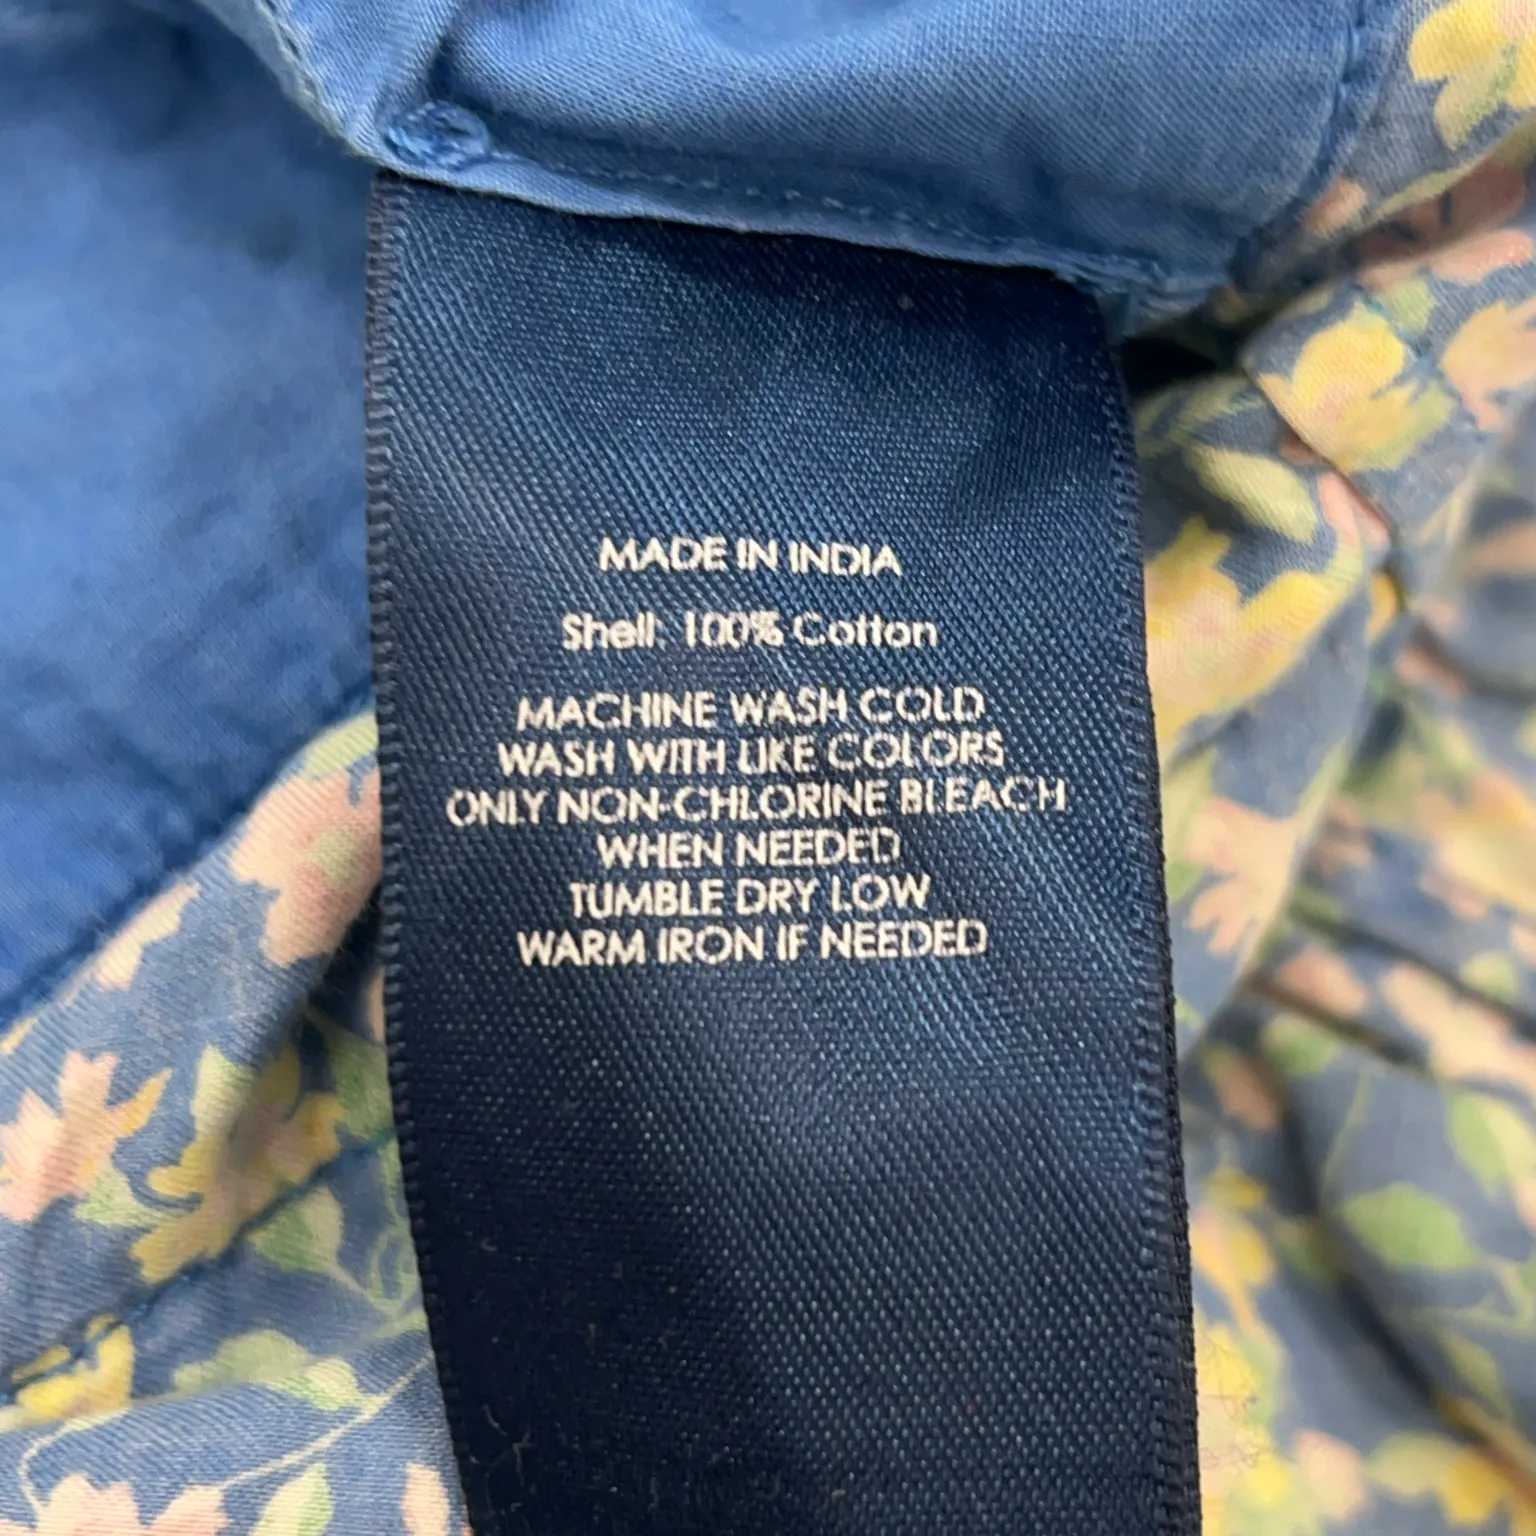 MADE IN INDIA
Shell: 100% Cotton
MACHINE WASH COLD
WASH WITH LIKE COLORS
ONLY NON-CHLORINE BLEACH
WHEN NEEDED
TUMBLE DRY LOW
WARM IRON IF NEEDED